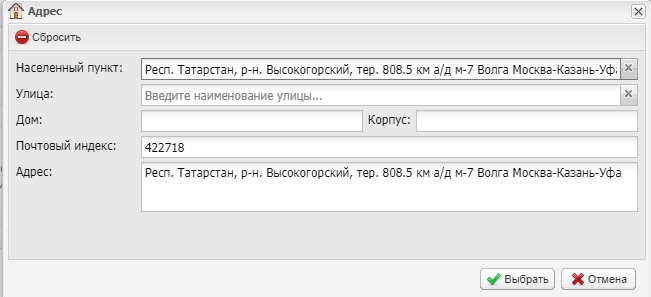 Адрес
Сбросить
Населенный пункт: Респ. Татарстан, р-н. Высокогорский, тер. 808.5 км а/д м-7 Волга Москва-Казань-Уфа
Улица: Введите наименование улицы...
Дом: Корпус:
Почтовый индекс: 422718
Адрес: Респ. Татарстан, р-н. Высокогорский, тер. 808.5 км а/д м-7 Волга Москва-Казань-Уфа
Выбрать Отмена